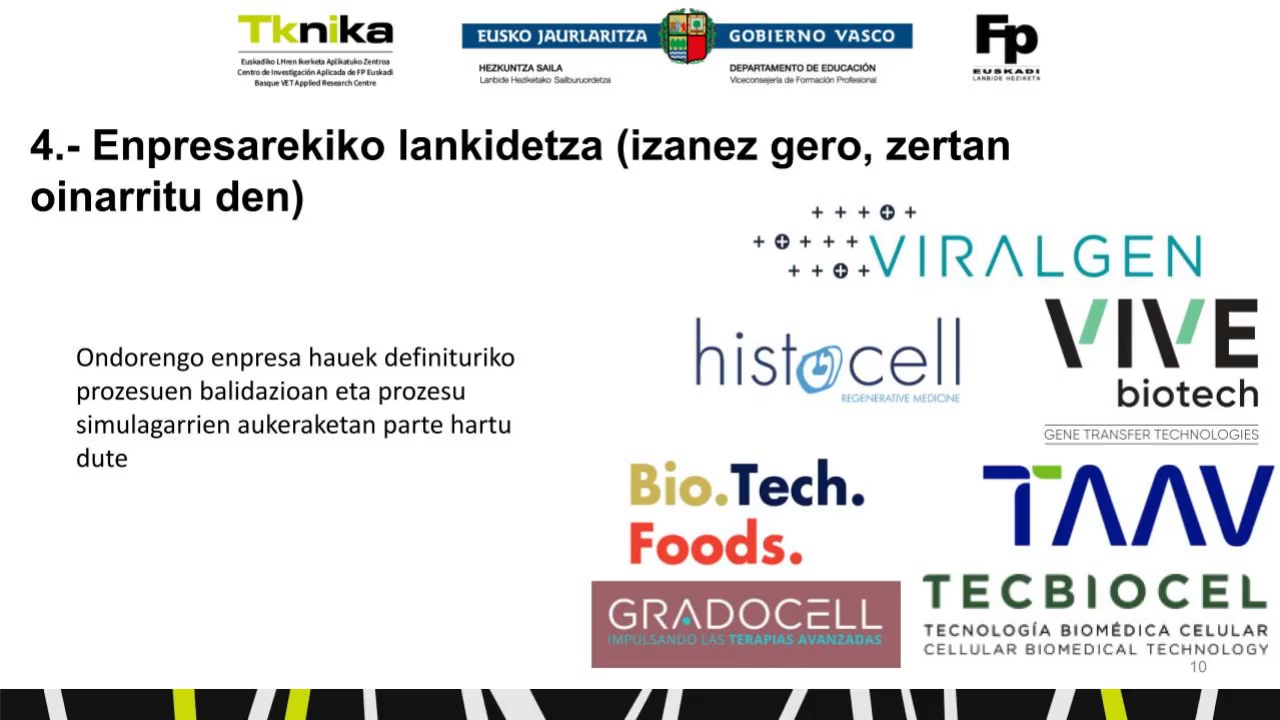 Tknika
Euskadiko LHren Ikerketa Aplikatuko Zentroa
Centro de Investigación Aplicada de FP Euskadi
Basque VET Applied Research Centre
EUSKO JAURLARITZA
GOBIERNO VASCO
HEZKUNTZA SAILA
Lanbide Heziketako Sailburuordetza
DEPARTAMENTO DE EDUCACIÓN
Viceconsejería de Formación Profesional
Fp
EUSKADI
LANBIDE HEZIKETA
4.- Enpresarekiko lankidetza (izanez gero, zertan
oinarritu den)
Ondorengo enpresa hauek definituriko
prozesuen balidazioan eta prozesu
simulagarrien aukeraketan parte hartu
dute
VIRALGEN
histocell
REGENERATIVE MEDICINE
VIVE
biotech
GENE TRANSFER TECHNOLOGIES
Bio.Tech.
Foods.
TAAV
GRADOCELL
IMPULSANDO LAS TERAPIAS AVANZADAS
TECBIOCEL
TECNOLOGÍA BIOMÉDICA CELULAR
CELLULAR BIOMEDICAL TECHNOLOGY
10